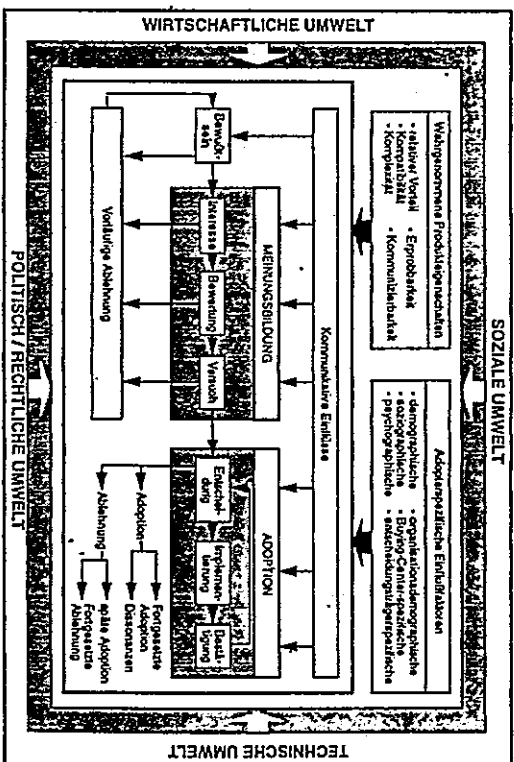 SOZIALE UMWELT
WIRTSCHAFTLICHE UMWELT
TECHNISCHE UMWELT
POLITISCH / RECHTLICHE UMWELT
Wahrgenommene Produkteigenschaften
• relativer Vorteil
• Kompatibilität
• Komplexität
• Erprobbarkeit
• Kommunizierbarkeit
Adopterspezifische Einflußfaktoren
• demographische
• soziographische
• psychographische
• organisationsdemographische
• Buying-Center-spezifische
• entscheidungsträgerspezifische
Kommunikative Einflüsse
MEINUNGSBILDUNG
ADOPTION
Bewußt-
sein
Interesse
Bewertung
Versuch
Entschei-
dung
Implemen-
tierung
Bestä-
tigung
Vorläufige Ablehnung
Adoption
Ablehnung
Fortgesetzte
Adoption
Dissonanzen
späte Adoption
Fortgesetzte
Ablehnung